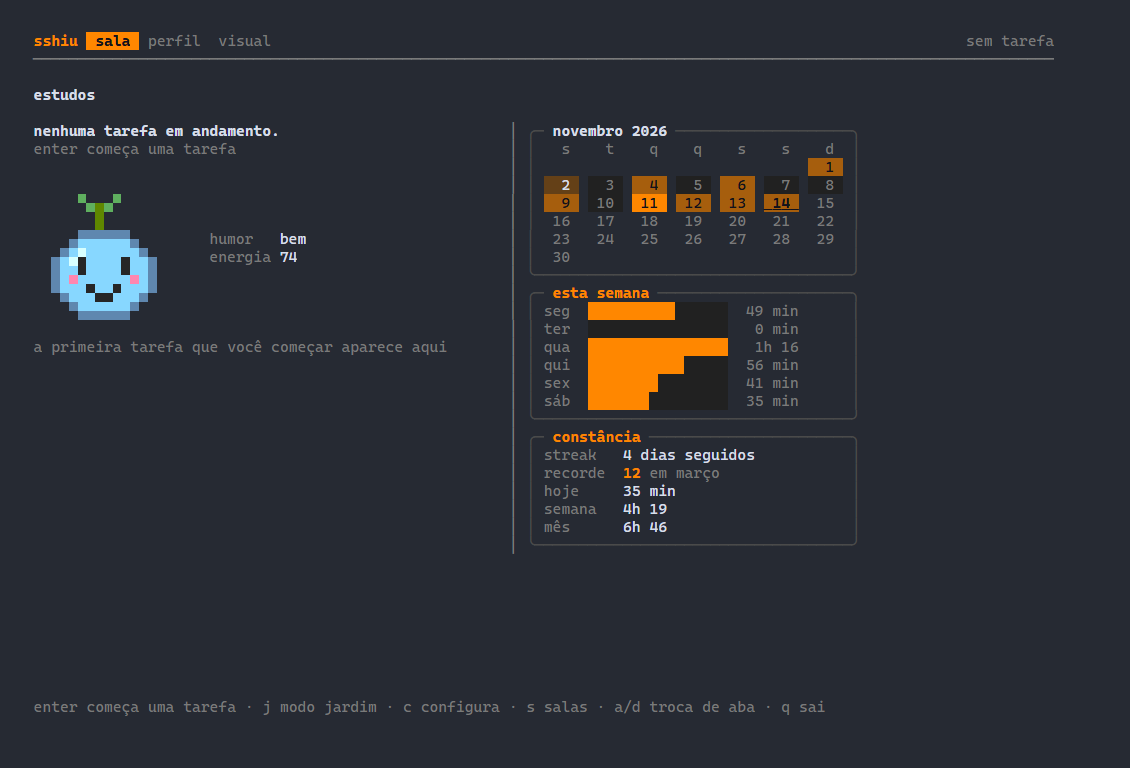 sshiu sala perfil visual sem tarefa
estudos
nenhuma tarefa em andamento.
enter começa uma tarefa
humor bem
energia 74
a primeira tarefa que você começar aparece aqui
novembro 2026
s t q q s s d
1
2 3 4 5 6 7 8
9 10 11 12 13 14 15
16 17 18 19 20 21 22
23 24 25 26 27 28 29
30
esta semana
seg 49 min
ter 0 min
qua 1h 16
qui 56 min
sex 41 min
sáb 35 min
constância
streak 4 dias seguidos
recorde 12 em março
hoje 35 min
semana 4h 19
mês 6h 46
enter começa uma tarefa · j modo jardim · c configura · s salas · a/d troca de aba · q sai